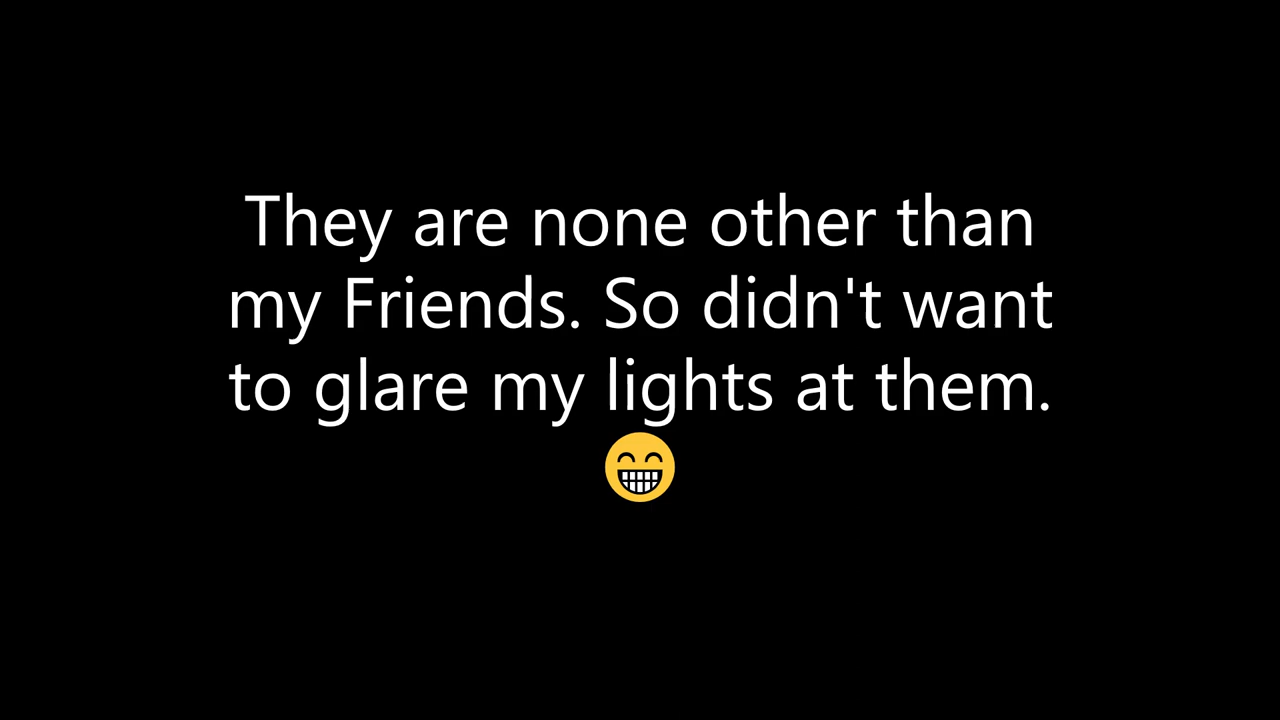 They are none other than
my Friends. So didn't want
to glare my lights at them.
😁